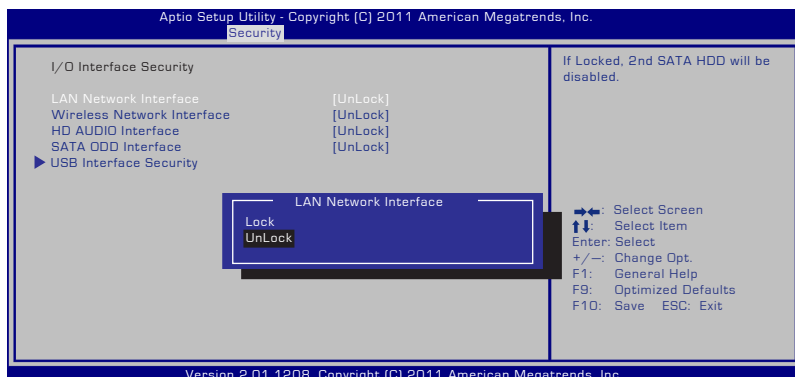 Aptio Setup Utility - Copyright (C) 2011 American Megatrends, Inc.
Security
I/O Interface Security
LAN Network Interface [UnLock]
Wireless Network Interface [UnLock]
HD AUDIO Interface [UnLock]
SATA ODD Interface [UnLock]
USB Interface Security
LAN Network Interface
Lock
UnLock
If Locked, 2nd SATA HDD will be
disabled.
→←: Select Screen
↑↓: Select Item
Enter: Select
+/—: Change Opt.
F1: General Help
F9: Optimized Defaults
F10: Save ESC: Exit
Version 2.01.1208. Copyright (C) 2011 American Megatrends, Inc.